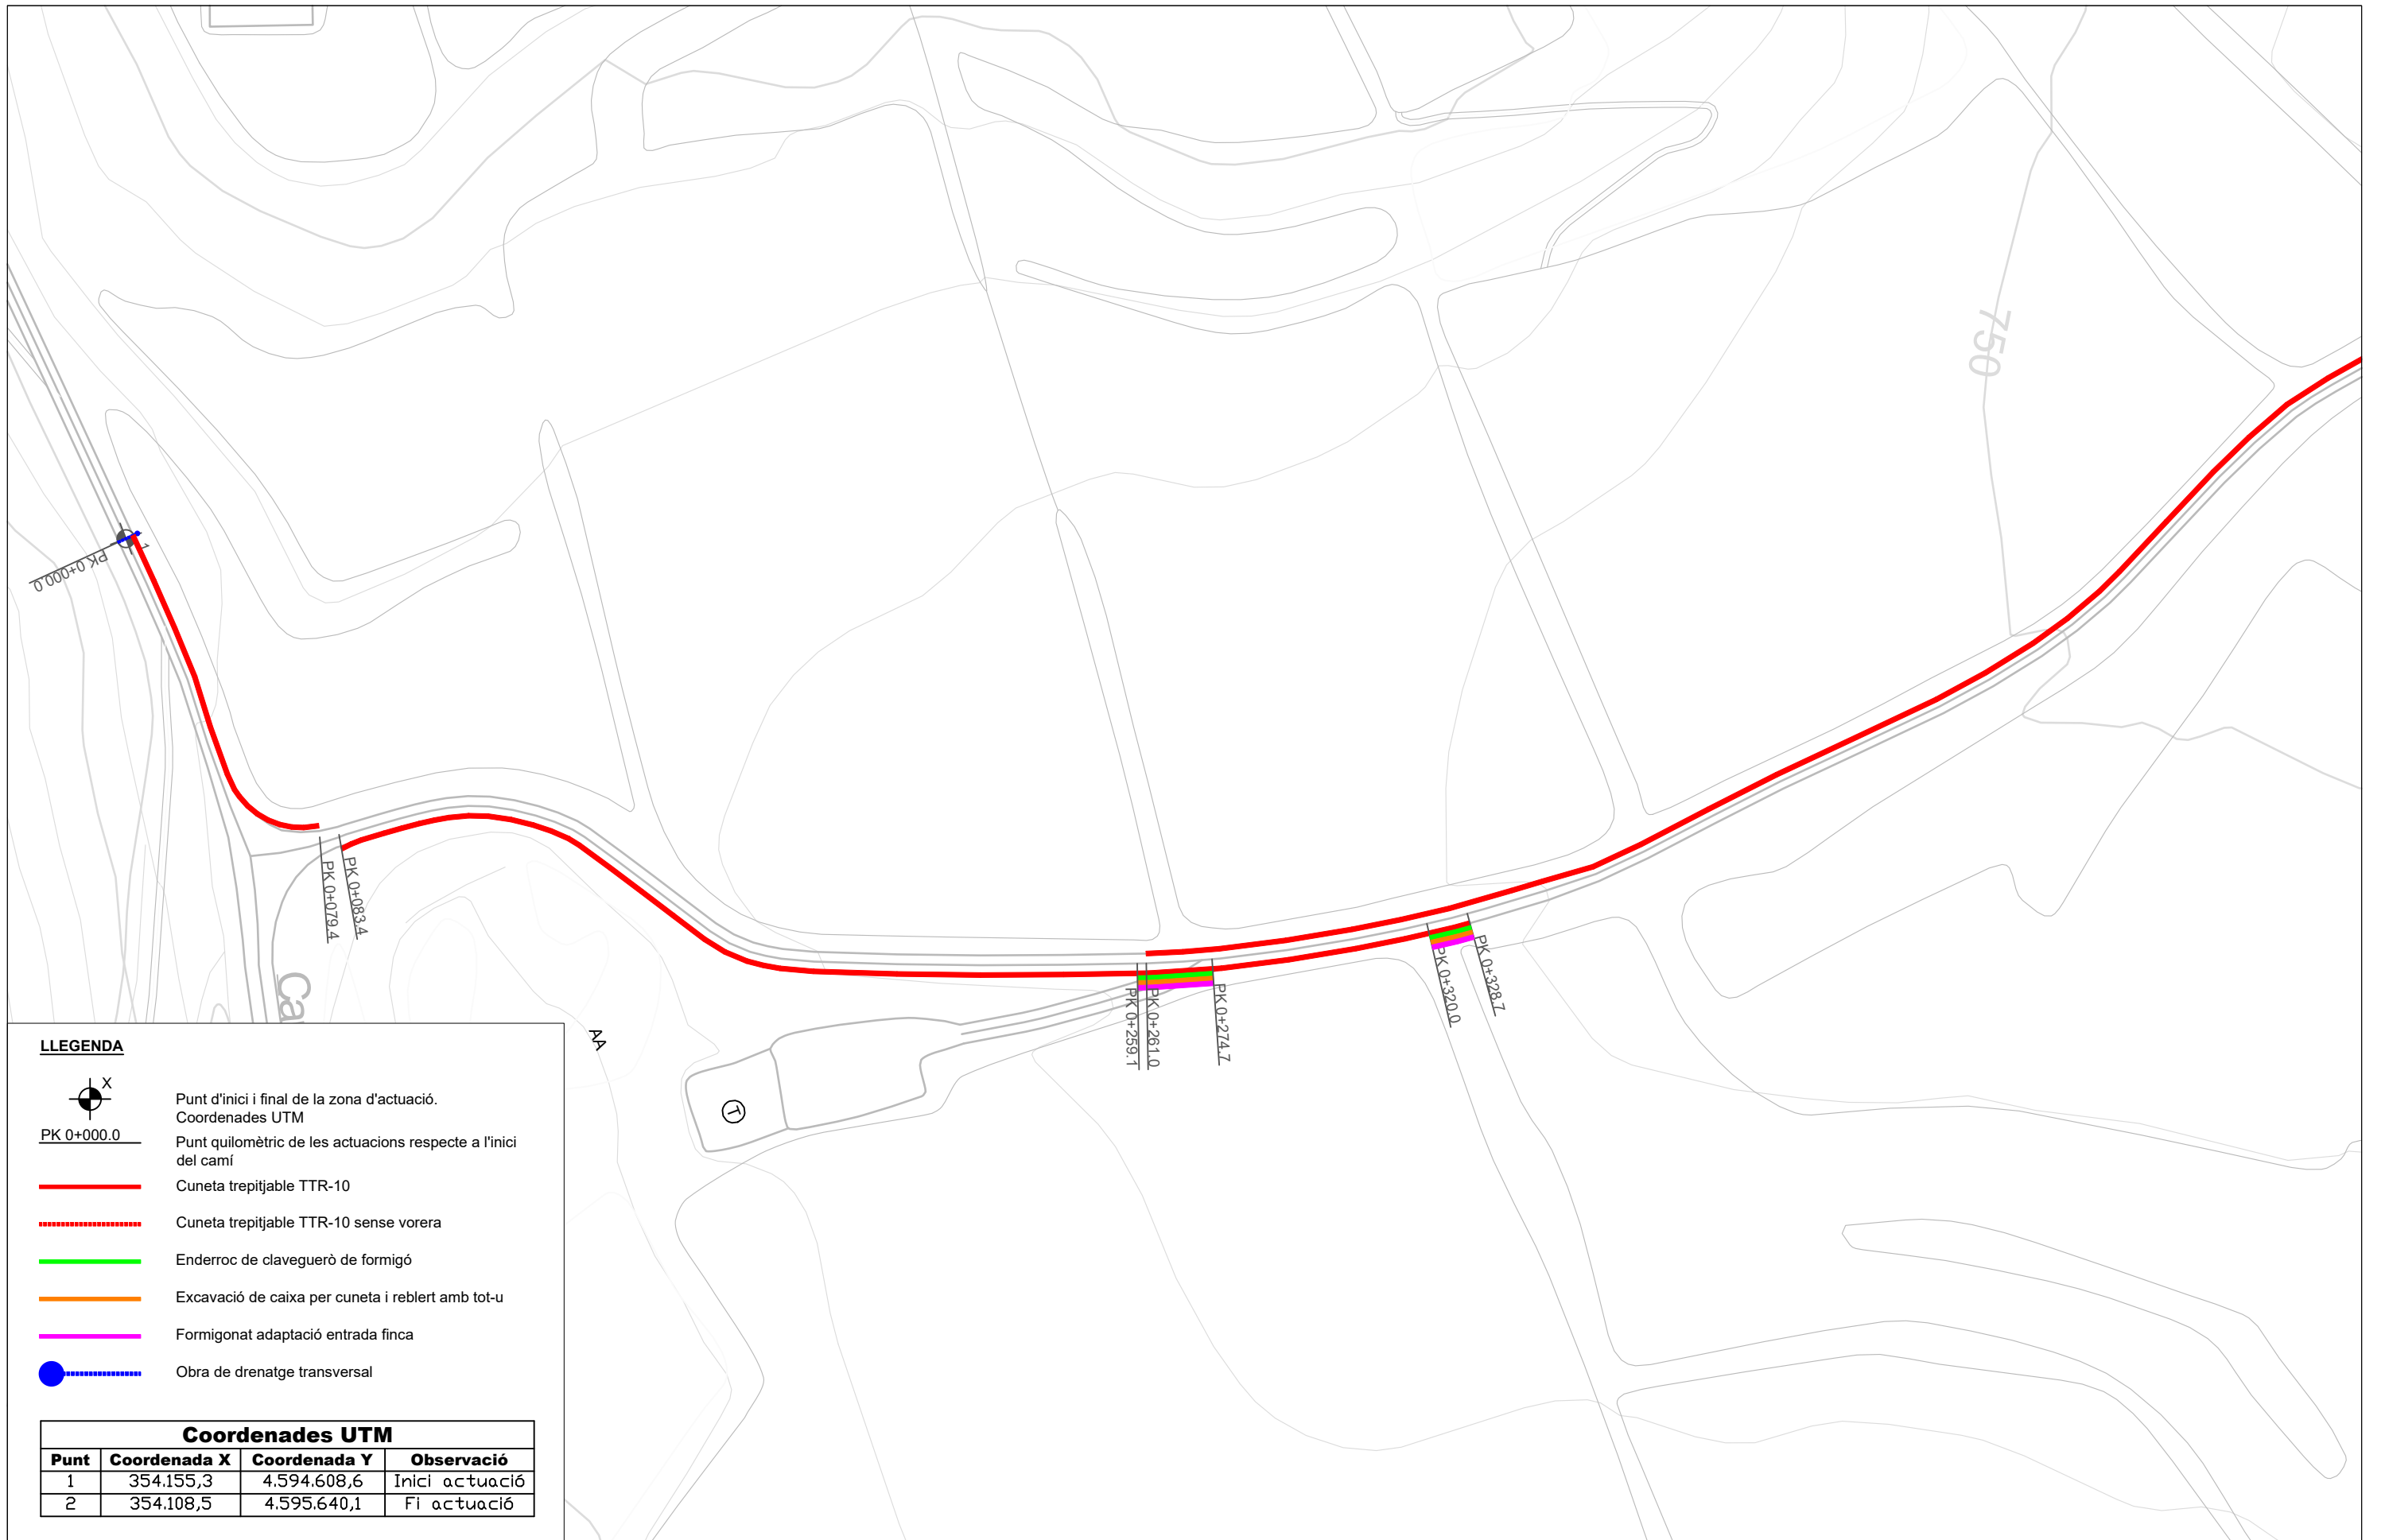 750
PK 0+000.0
1
PK 0+079.4
PK 0+083.4
PK 0+259.1
PK 0+261.0
PK 0+274.7
PK 0+320.0
PK 0+328.7
Ca
AA
T
LLEGENDA
X
Punt d'inici i final de la zona d'actuació.
Coordenades UTM
PK 0+000.0
Punt quilomètric de les actuacions respecte a l'inici
del camí
Cuneta trepitjable TTR-10
Cuneta trepitjable TTR-10 sense vorera
Enderroc de clavegueró de formigó
Excavació de caixa per cuneta i reblert amb tot-u
Formigonat adaptació entrada finca
Obra de drenatge transversal
Coordenades UTM
Punt Coordenada X Coordenada Y Observació
1 354.155,3 4.594.608,6 Inici actuació
2 354.108,5 4.595.640,1 Fi actuació